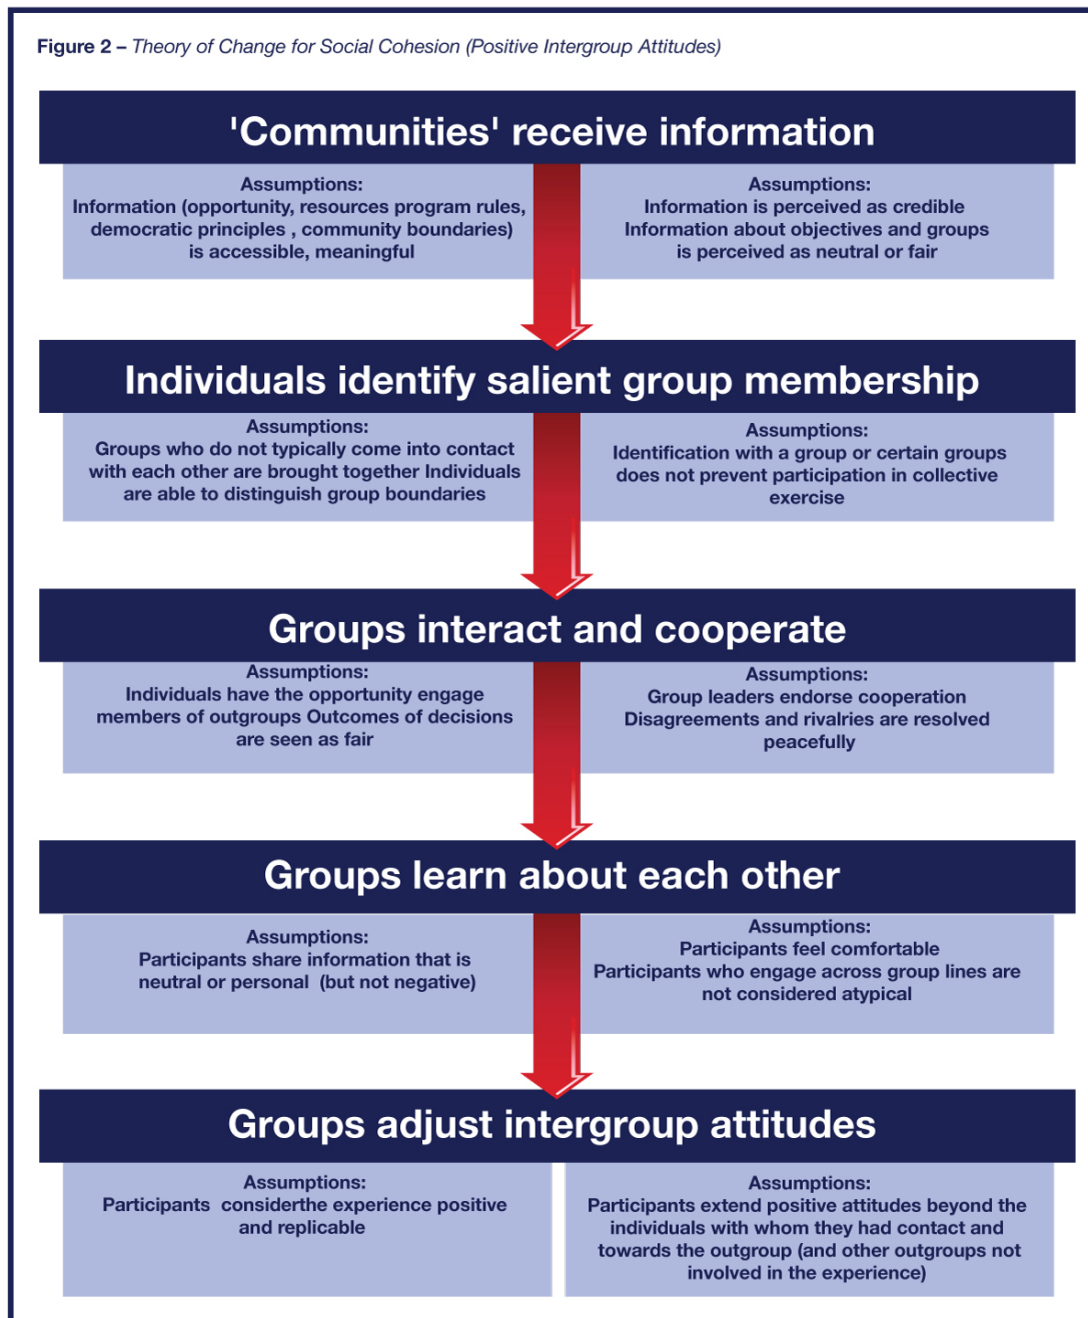 Figure 2 – Theory of Change for Social Cohesion (Positive Intergroup Attitudes)
'Communities' receive information
Assumptions:
Information (opportunity, resources program rules,
democratic principles , community boundaries)
is accessible, meaningful
Assumptions:
Information is perceived as credible
Information about objectives and groups
is perceived as neutral or fair
Individuals identify salient group membership
Assumptions:
Groups who do not typically come into contact
with each other are brought together Individuals
are able to distinguish group boundaries
Assumptions:
Identification with a group or certain groups
does not prevent participation in collective
exercise
Groups interact and cooperate
Assumptions:
Individuals have the opportunity engage
members of outgroups Outcomes of decisions
are seen as fair
Assumptions:
Group leaders endorse cooperation
Disagreements and rivalries are resolved
peacefully
Groups learn about each other
Assumptions:
Participants share information that is
neutral or personal  (but not negative)
Assumptions:
Participants feel comfortable
Participants who engage across group lines are
not considered atypical
Groups adjust intergroup attitudes
Assumptions:
Participants  considerthe experience positive
and replicable
Assumptions:
Participants extend positive attitudes beyond the
individuals with whom they had contact and
towards the outgroup (and other outgroups not
involved in the experience)